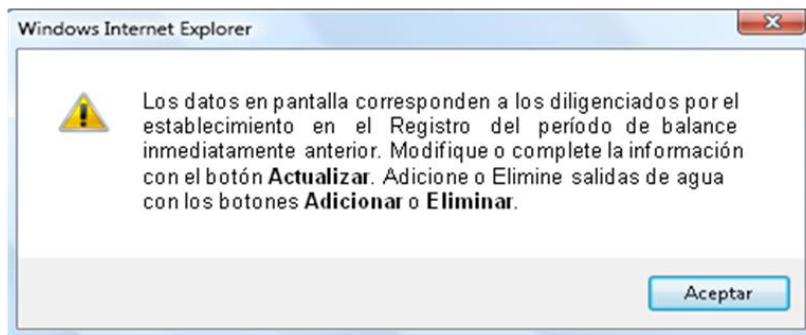 Windows Internet Explorer
Los datos en pantalla corresponden a los diligenciados por el
establecimiento en el Registro del período de balance
inmediatamente anterior. Modifique o complete la información
con el botón Actualizar. Adicione o Elimine salidas de agua
con los botones Adicionar o Eliminar.
Aceptar